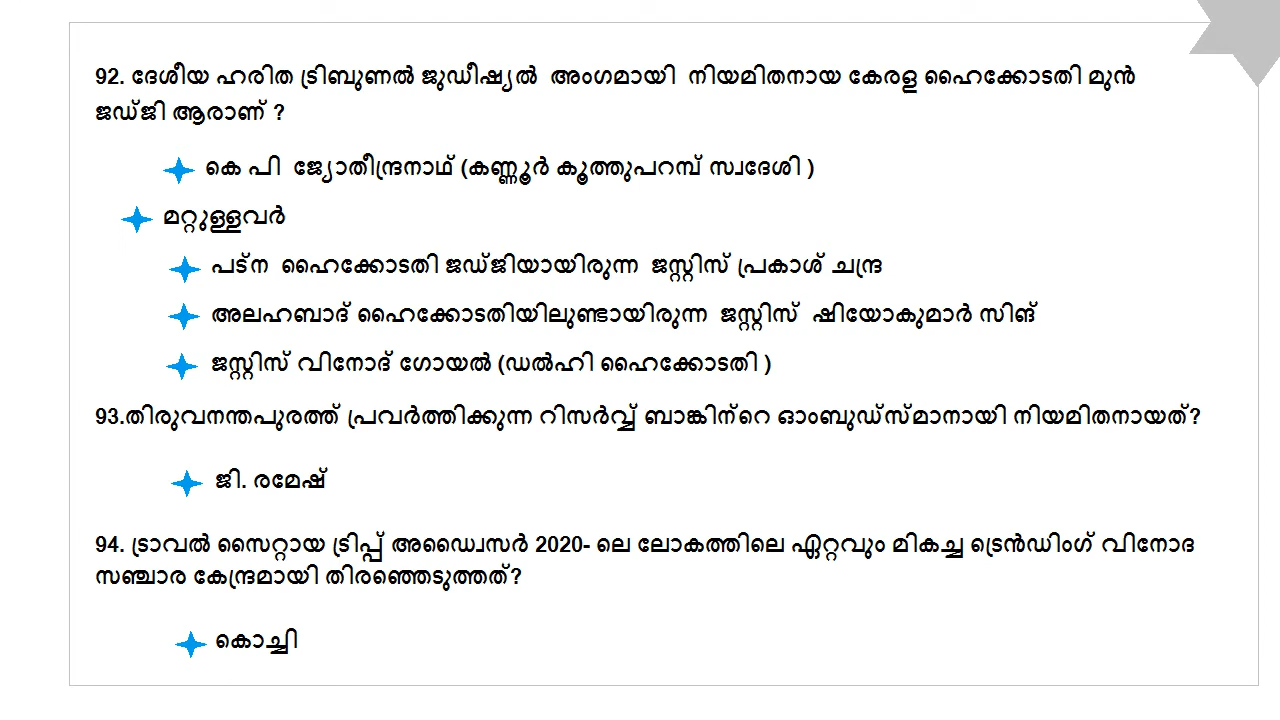 92. ദേശീയ ഹരിത ട്രിബുണൽ ജുഡീഷ്യൽ അംഗമായി നിയമിതനായ കേരള ഹൈക്കോടതി മുൻ
ജഡ്ജി ആരാണ് ?
കെ പി ജ്യോതീന്ദ്രനാഥ് (കണ്ണൂർ കൂത്തുപറമ്പ് സ്വദേശി )
മറ്റുള്ളവർ
പട്ന ഹൈക്കോടതി ജഡ്ജിയായിരുന്ന ജസ്റ്റിസ് പ്രകാശ് ചന്ദ്ര
അലഹബാദ് ഹൈക്കോടതിയിലുണ്ടായിരുന്ന ജസ്റ്റിസ് ഷിയോകുമാർ സിങ്
ജസ്റ്റിസ് വിനോദ് ഗോയൽ (ഡൽഹി ഹൈക്കോടതി )
93.തിരുവനന്തപുരത്ത് പ്രവർത്തിക്കുന്ന റിസർവ്വ് ബാങ്കിന്റെ ഓംബുഡ്സ്മാനായി നിയമിതനായത്?
ജി. രമേഷ്
94. ട്രാവൽ സൈറ്റായ ട്രിപ്പ് അഡ്വൈസർ 2020- ലെ ലോകത്തിലെ ഏറ്റവും മികച്ച ട്രെൻഡിംഗ് വിനോദ
സഞ്ചാര കേന്ദ്രമായി തിരഞ്ഞെടുത്തത്?
കൊച്ചി